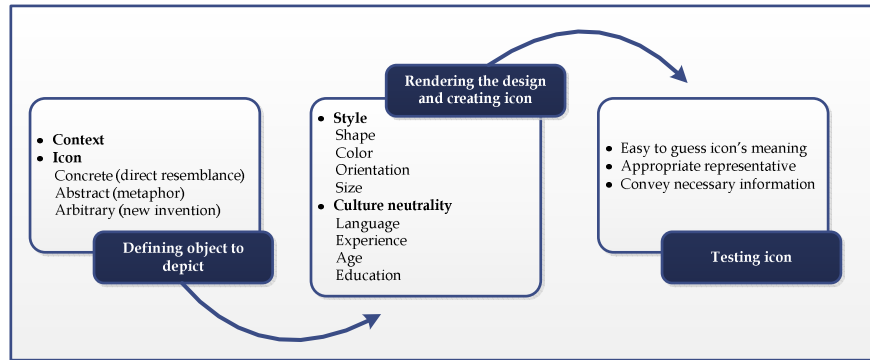 • Context
• Icon
Concrete (direct resemblance)
Abstract (metaphor)
Arbitrary (new invention)
Defining object to
depict
Rendering the design
and creating icon
• Style
Shape
Color
Orientation
Size
• Culture neutrality
Language
Experience
Age
Education
• Easy to guess icon's meaning
• Appropriate representative
• Convey necessary information
Testing icon